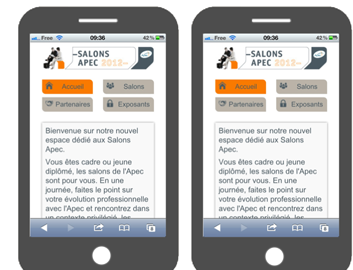 Free 09:36 42 %
SALONS
APEC 2012
Accueil Salons
Partenaires Exposants
Bienvenue sur notre nouvel
espace dédié aux Salons
Apec.
Vous êtes cadre ou jeune
diplômé, les salons de l'Apec
sont pour vous. En une
journée, faites le point sur
votre évolution professionnelle
avec l'Apec et rencontrez dans
un contexte privilégié, les
Free 09:36 42 %
SALONS
APEC 2012
Accueil Salons
Partenaires Exposants
Bienvenue sur notre nouvel
espace dédié aux Salons
Apec.
Vous êtes cadre ou jeune
diplômé, les salons de l'Apec
sont pour vous. En une
journée, faites le point sur
votre évolution professionnelle
avec l'Apec et rencontrez dans
un contexte privilégié, les